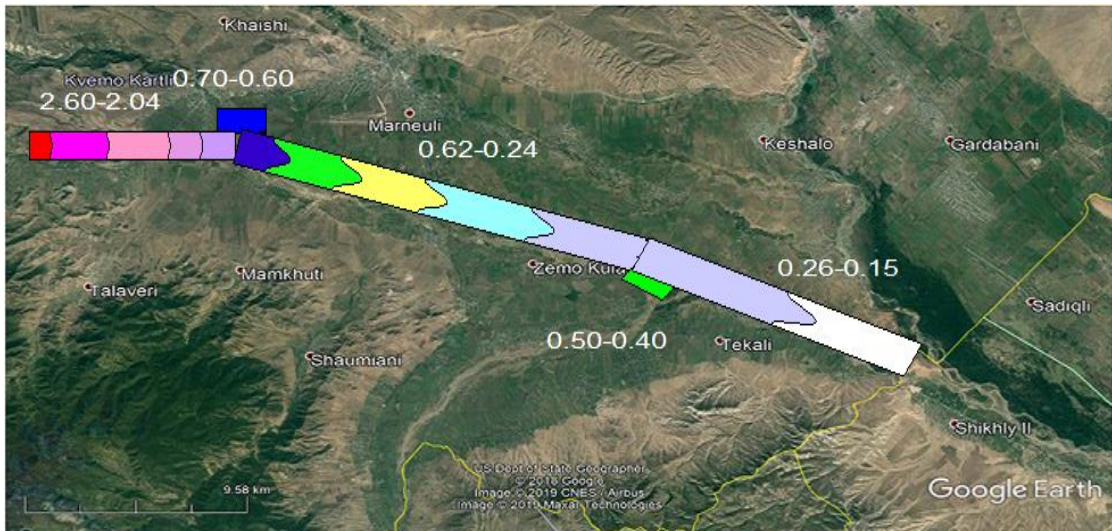 Khaishi
Kvemo Kartli
0.70-0.60
2.60-2.04
Marneuli
0.62-0.24
Keshalo
Gardabani
Mamkhuti
Talaveri
Zemo Kura
0.26-0.15
Sadiqli
0.50-0.40
Tekali
Shaumiani
Shikhly II
US Dept of State Geographer
© 2018 Google
Image © 2019 CNES / Airbus
Image © 2019 Maxar Technologies
9.58 km
Google Earth